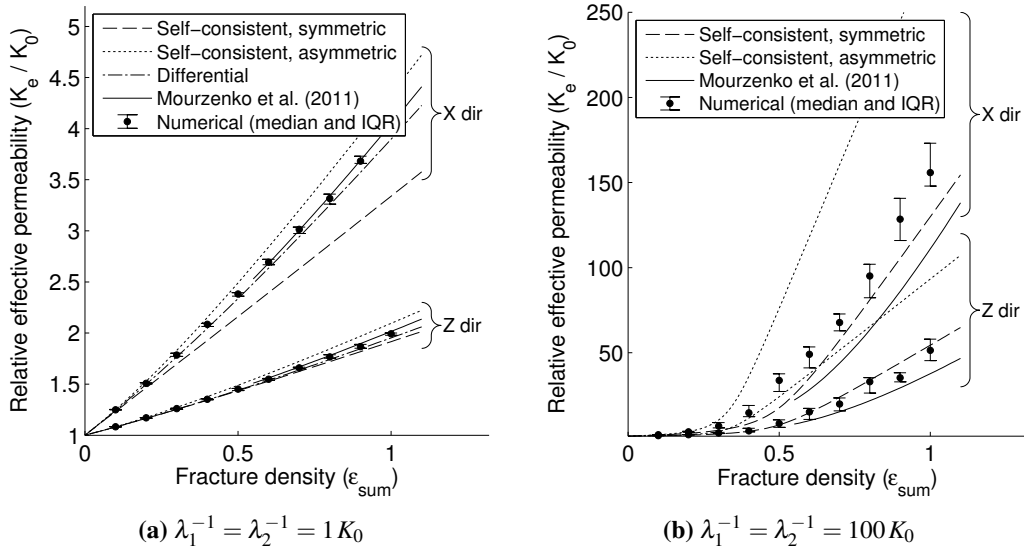 Relative effective permeability (K_e / K_0)
5
4.5
4
3.5
3
2.5
2
1.5
1
Self−consistent, symmetric
Self−consistent, asymmetric
Differential
Mourzenko et al. (2011)
Numerical (median and IQR)
X dir
Z dir
0
0.5
1
Fracture density (ε_sum)
(a) λ_1^{-1} = λ_2^{-1} = 1 K_0
Relative effective permeability (K_e / K_0)
250
200
150
100
50
Self−consistent, symmetric
Self−consistent, asymmetric
Mourzenko et al. (2011)
Numerical (median and IQR)
X dir
Z dir
0
0.5
1
Fracture density (ε_sum)
(b) λ_1^{-1} = λ_2^{-1} = 100 K_0